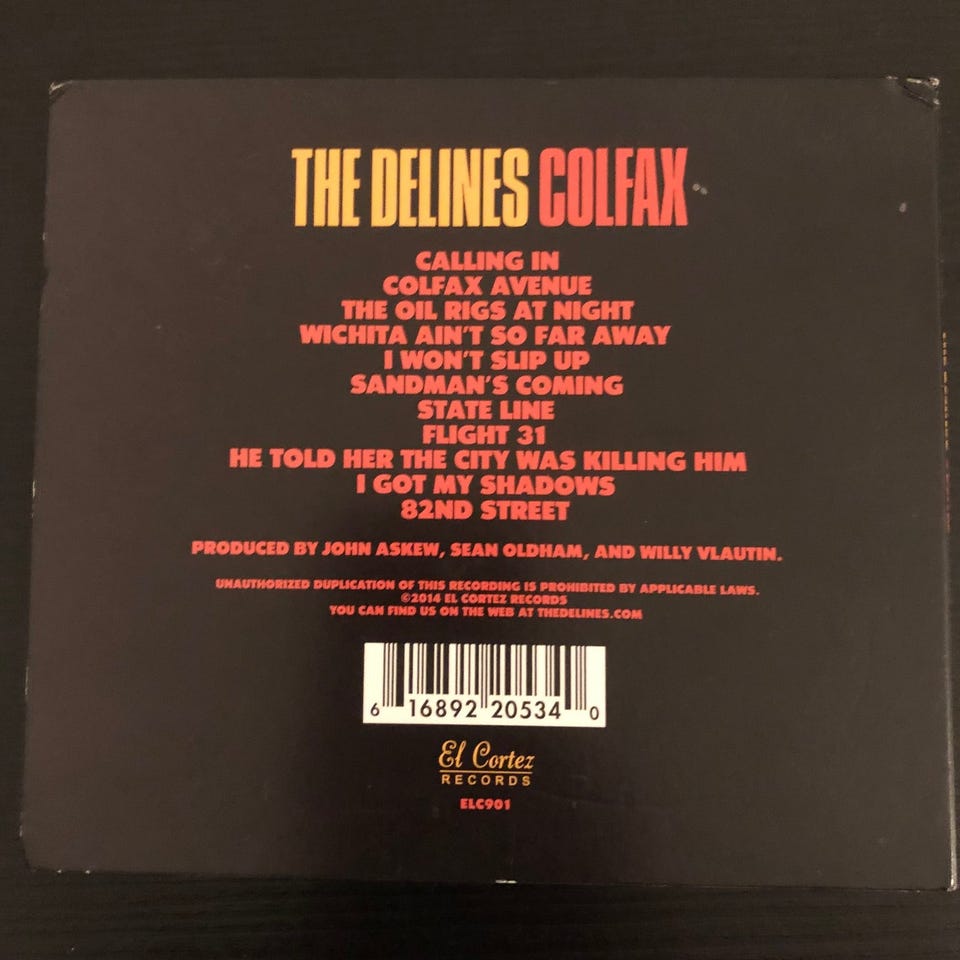 THE DELINES COLFAX
CALLING IN
COLFAX AVENUE
THE OIL RIGS AT NIGHT
WICHITA AIN'T SO FAR AWAY
I WON'T SLIP UP
SANDMAN'S COMING
STATE LINE
FLIGHT 31
HE TOLD HER THE CITY WAS KILLING HIM
I GOT MY SHADOWS
82ND STREET
PRODUCED BY JOHN ASKEW, SEAN OLDHAM, AND WILLY VLAUTIN.
UNAUTHORIZED DUPLICATION OF THIS RECORDING IS PROHIBITED BY APPLICABLE LAWS.
©2014 EL CORTEZ RECORDS
YOU CAN FIND US ON THE WEB AT THEDELINES.COM
6 16892 20534 0
El Cortez
RECORDS
ELC901